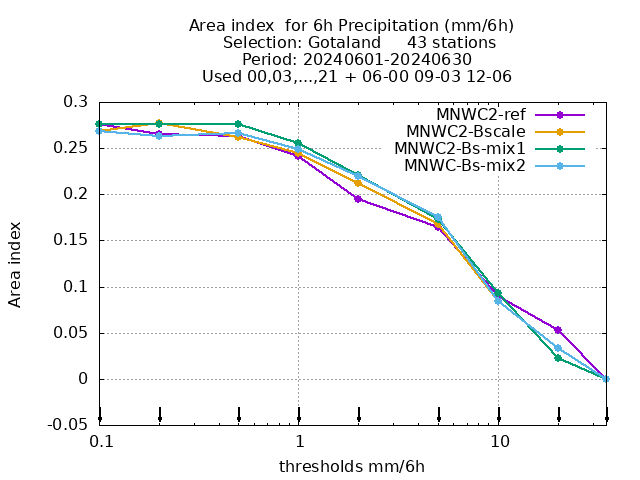 Area index  for 6h Precipitation (mm/6h)
Selection: Gotaland     43 stations
Period: 20240601-20240630
Used 00,03,...,21 + 06-00 09-03 12-06
MNWC2-ref
MNWC2-Bscale
MNWC2-Bs-mix1
MNWC-Bs-mix2
0.3
0.25
0.2
0.15
0.1
0.05
0
-0.05
Area index
0.1
1
10
thresholds mm/6h